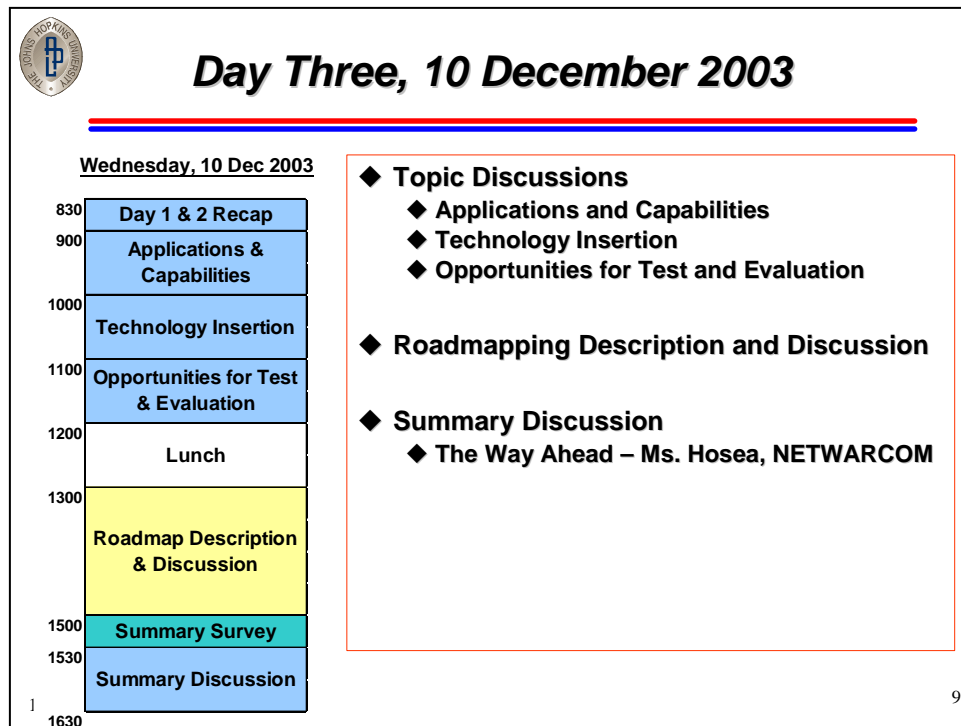 THE JOHNS HOPKINS UNIVERSITY
APL
Day Three, 10 December 2003
Wednesday, 10 Dec 2003
830
Day 1 & 2 Recap
900
Applications &
Capabilities
1000
Technology Insertion
1100
Opportunities for Test
& Evaluation
1200
Lunch
1300
Roadmap Description
& Discussion
1500
Summary Survey
1530
Summary Discussion
1630
◆ Topic Discussions
◆ Applications and Capabilities
◆ Technology Insertion
◆ Opportunities for Test and Evaluation
◆ Roadmapping Description and Discussion
◆ Summary Discussion
◆ The Way Ahead – Ms. Hosea, NETWARCOM
9